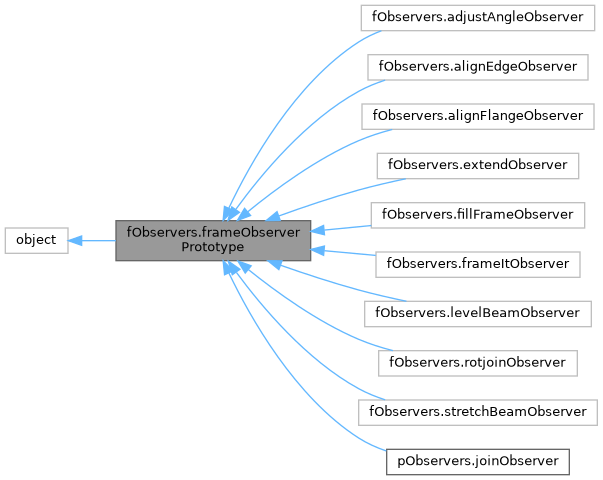 object
fObservers.frameObserver
Prototype
fObservers.adjustAngleObserver
fObservers.alignEdgeObserver
fObservers.alignFlangeObserver
fObservers.extendObserver
fObservers.fillFrameObserver
fObservers.frameItObserver
fObservers.levelBeamObserver
fObservers.rotjoinObserver
fObservers.stretchBeamObserver
pObservers.joinObserver